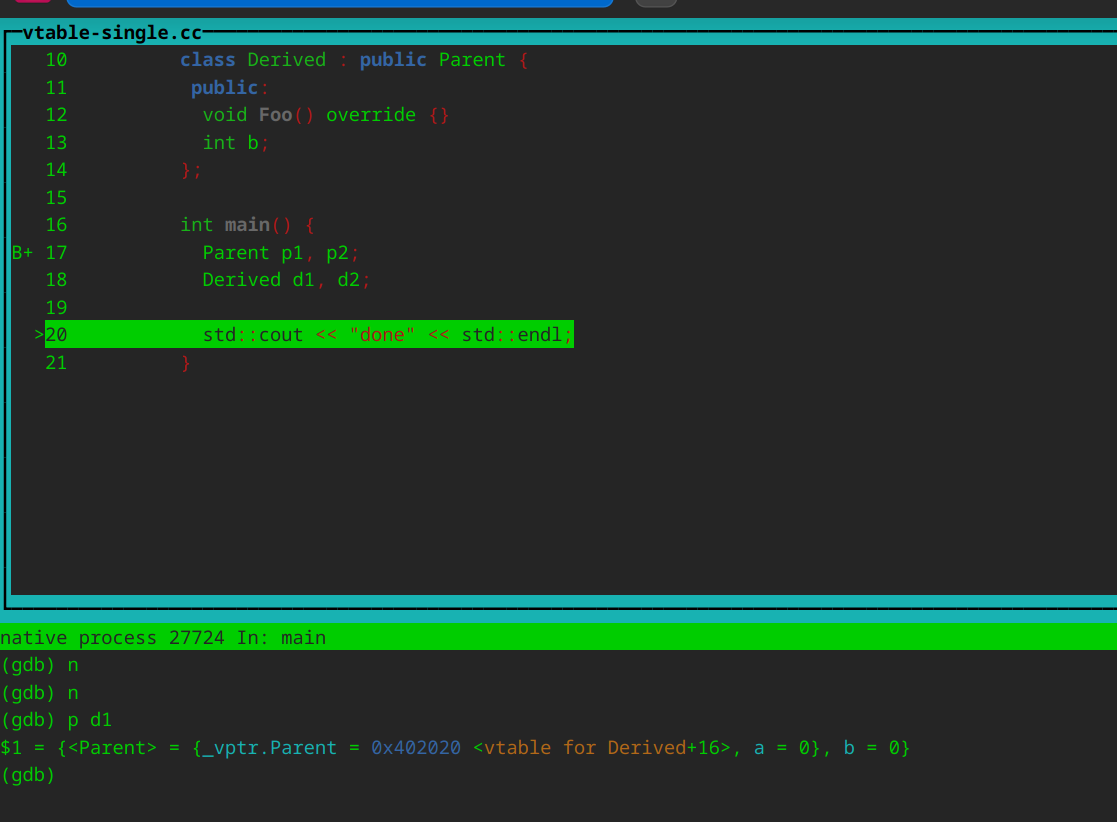 vtable-single.cc
10 class Derived : public Parent {
11 public:
12 void Foo() override {}
13 int b;
14 };
15
16 int main() {
B+ 17 Parent p1, p2;
18 Derived d1, d2;
19
>20 std::cout << "done" << std::endl;
21 }
native process 27724 In: main
(gdb) n
(gdb) n
(gdb) p d1
$1 = {<Parent> = {_vptr.Parent = 0x402020 <vtable for Derived+16>, a = 0}, b = 0}
(gdb)